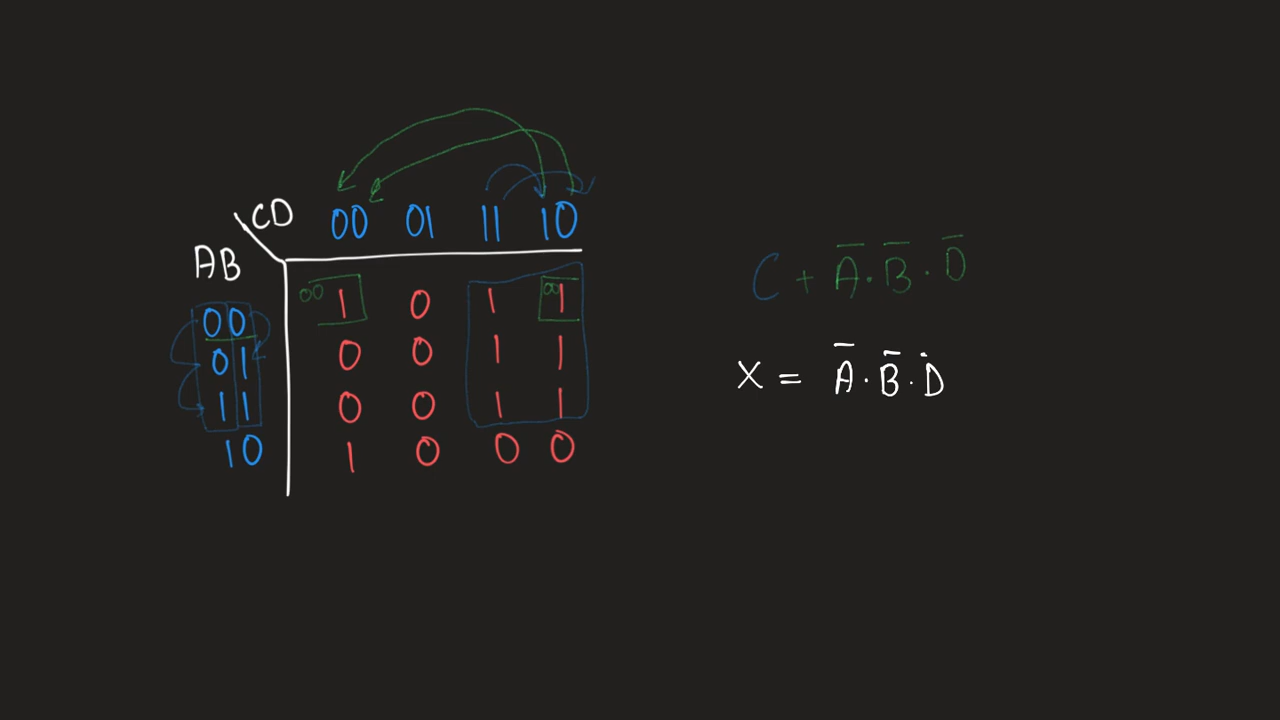 CD 00 01 11 10
AB
00 00 1 0 1 00 1
01 0 0 1 1
11 0 0 1 1
10 1 0 0 0
C + A̅ · B̅ · D̅
X = A̅ · B̅ · Ḋ